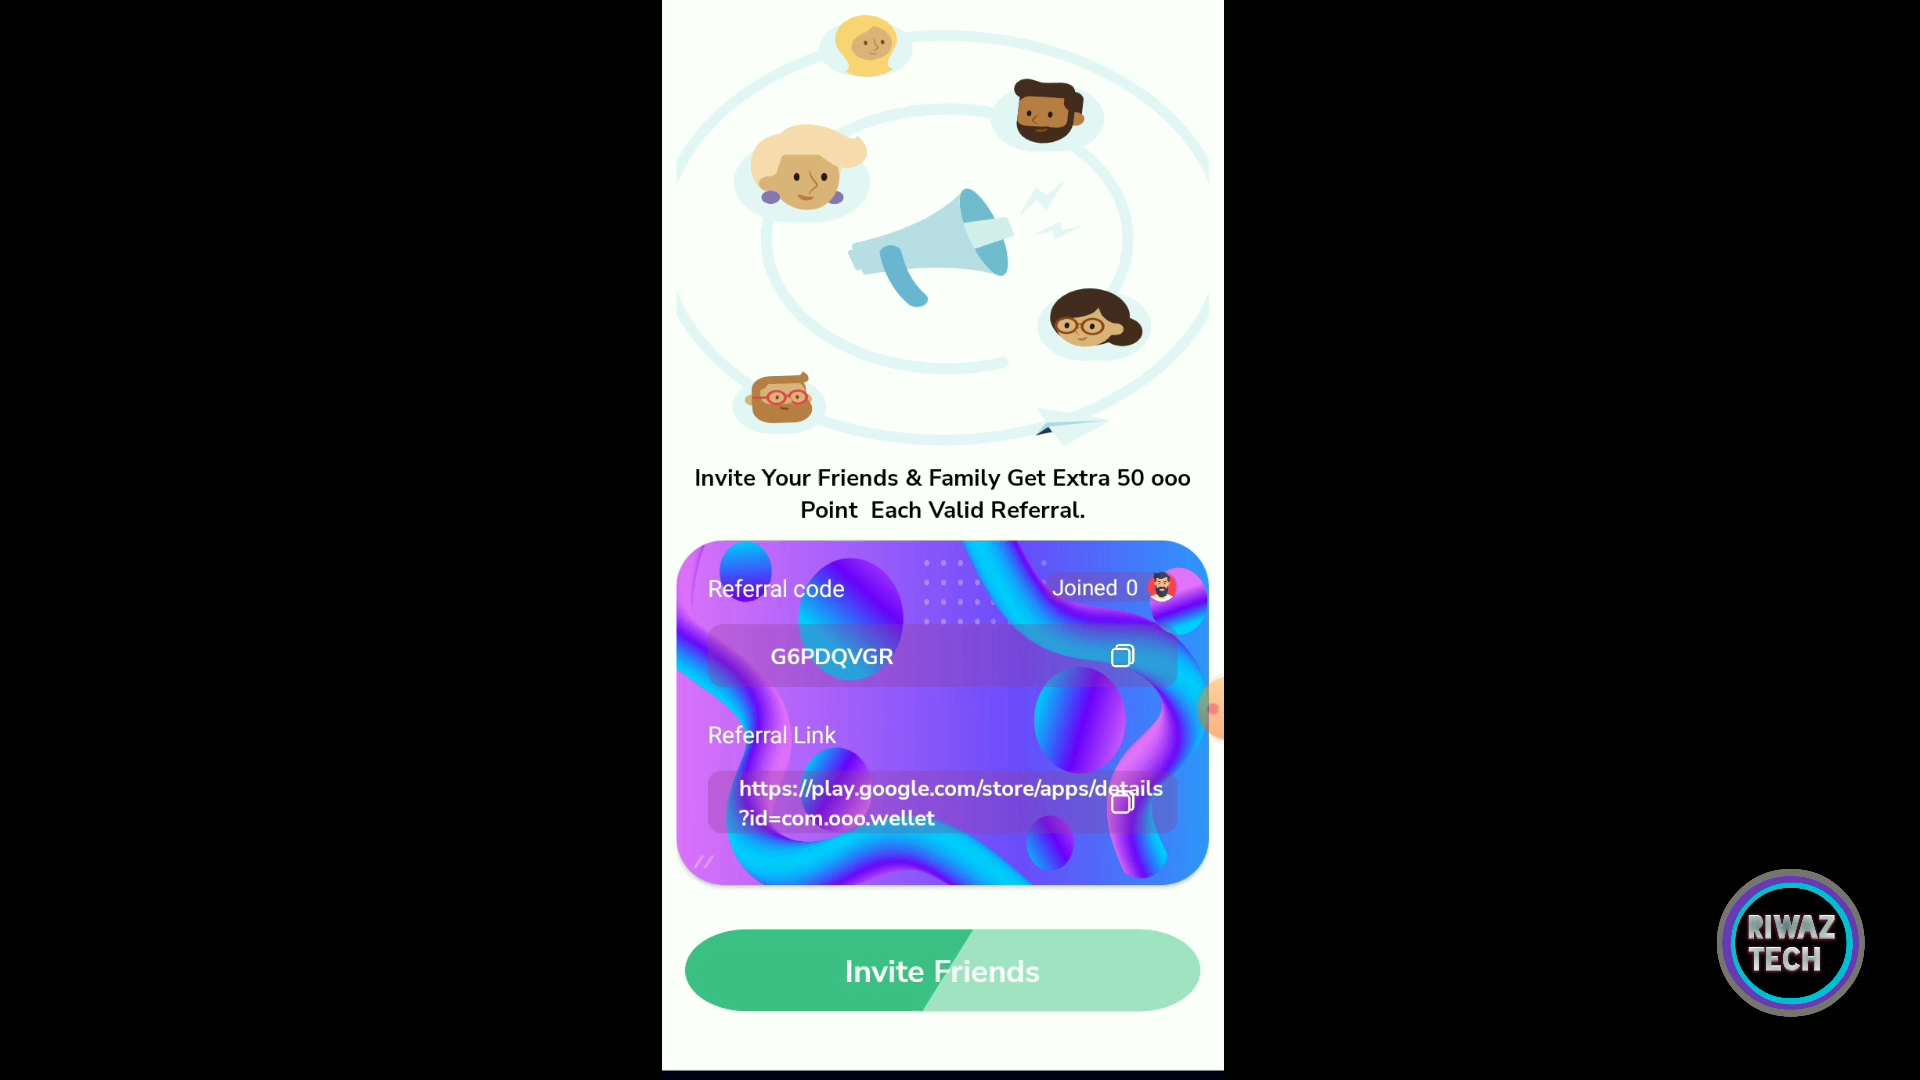 Invite Your Friends & Family Get Extra 50 ooo
Point  Each Valid Referral.
Referral code
Joined 0
G6PDQVGR
Referral Link
https://play.google.com/store/apps/details
?id=com.ooo.wellet
Invite Friends
RIWAZ
TECH